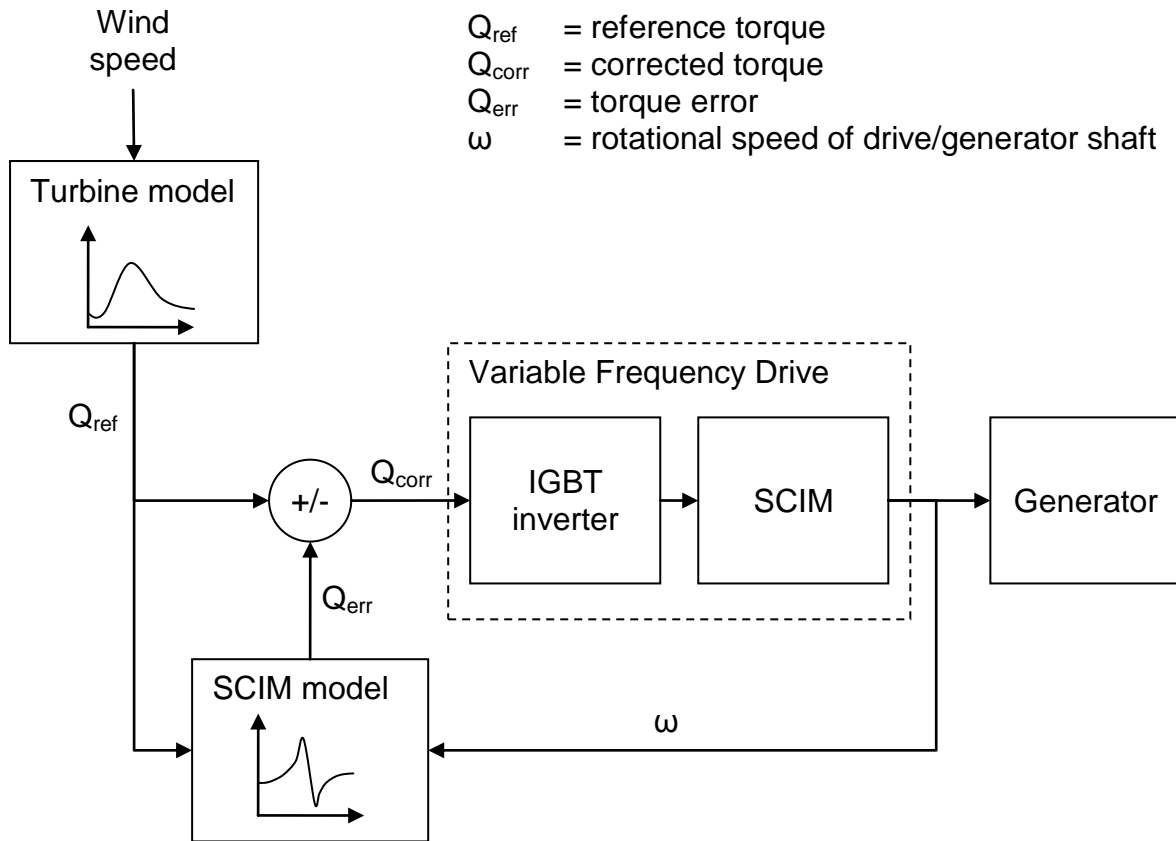 Wind
speed
Q_ref = reference torque
Q_corr = corrected torque
Q_err = torque error
ω = rotational speed of drive/generator shaft
Turbine model
Q_ref
Variable Frequency Drive
+/-
Q_corr
IGBT
inverter
SCIM
Generator
Q_err
SCIM model
ω